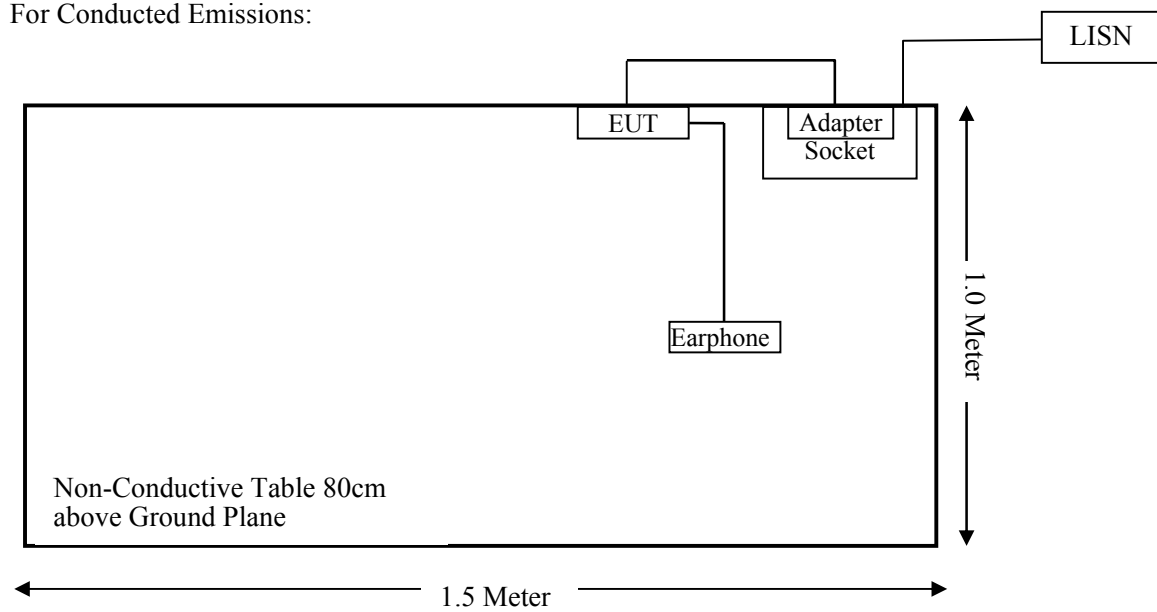 For Conducted Emissions:
LISN
EUT
Adapter
Socket
Earphone
1.0 Meter
Non-Conductive Table 80cm
above Ground Plane
1.5 Meter